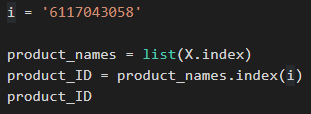 i = '6117043058'
product_names = list(X.index)
product_ID = product_names.index(i)
product_ID